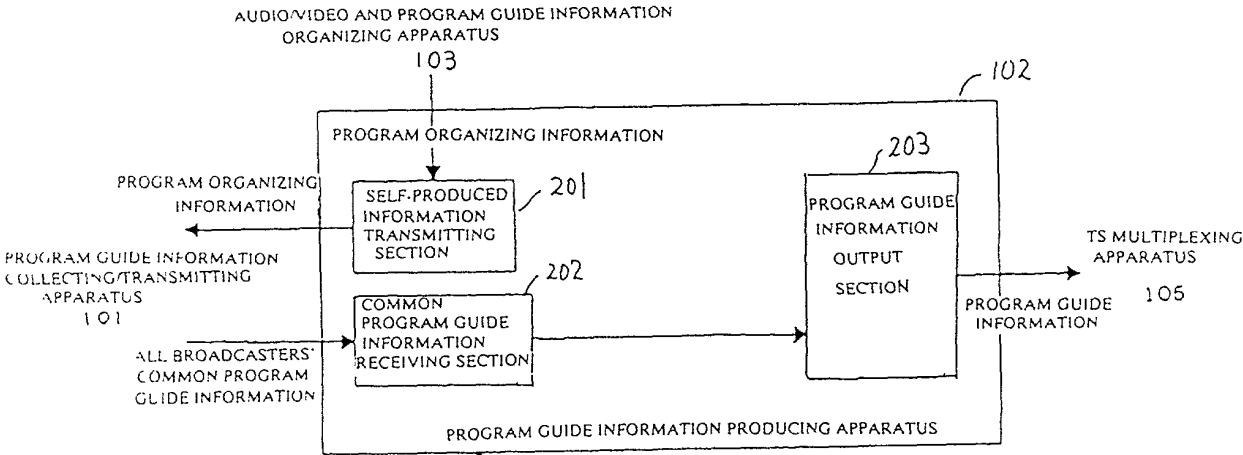 AUDIO/VIDEO AND PROGRAM GUIDE INFORMATION
ORGANIZING APPARATUS
103
102
PROGRAM ORGANIZING INFORMATION
203
PROGRAM ORGANIZING
INFORMATION
SELF-PRODUCED
INFORMATION
TRANSMITTING
SECTION
201
PROGRAM GUIDE
INFORMATION
OUTPUT
SECTION
TS MULTIPLEXING
APPARATUS
105
PROGRAM GUIDE INFORMATION
COLLECTING/TRANSMITTING
APPARATUS
101
202
COMMON
PROGRAM GUIDE
INFORMATION
RECEIVING SECTION
PROGRAM GUIDE
INFORMATION
ALL BROADCASTERS'
COMMON PROGRAM
GUIDE INFORMATION
PROGRAM GUIDE INFORMATION PRODUCING APPARATUS